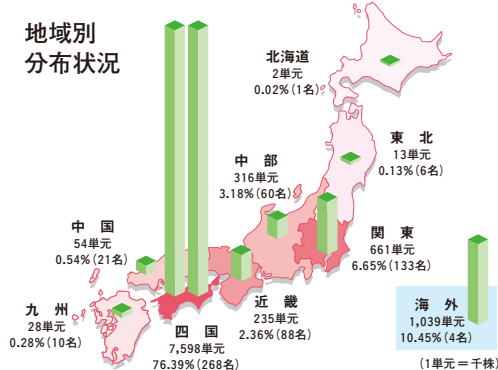 地域別
分布状況
北海道
2単元
0.02%(1名)
東 北
13単元
0.13%(6名)
中 部
316単元
3.18%(60名)
中 国
54単元
0.54%(21名)
関 東
661単元
6.65%(133名)
九 州
28単元
0.28%(10名)
四 国
7,598単元
76.39%(268名)
近 畿
235単元
2.36%(88名)
海 外
1,039単元
10.45%(4名)
(1単元=千株)